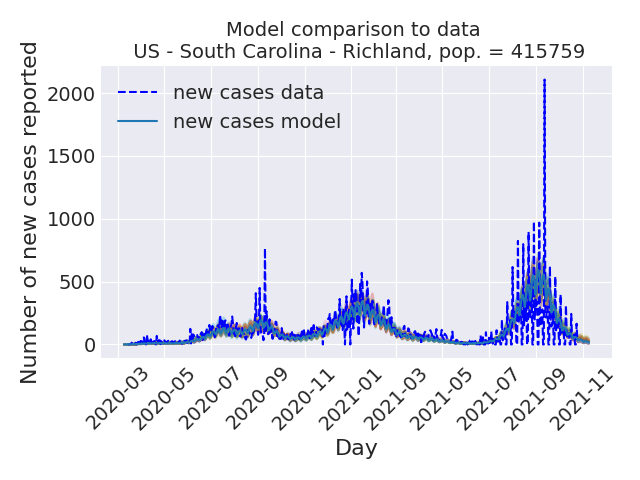 Model comparison to data
US - South Carolina - Richland, pop. = 415759
new cases data
new cases model
Number of new cases reported
2000
1500
1000
500
0
2020-03
2020-05
2020-07
2020-09
2020-11
2021-01
2021-03
2021-05
2021-07
2021-09
2021-11
Day